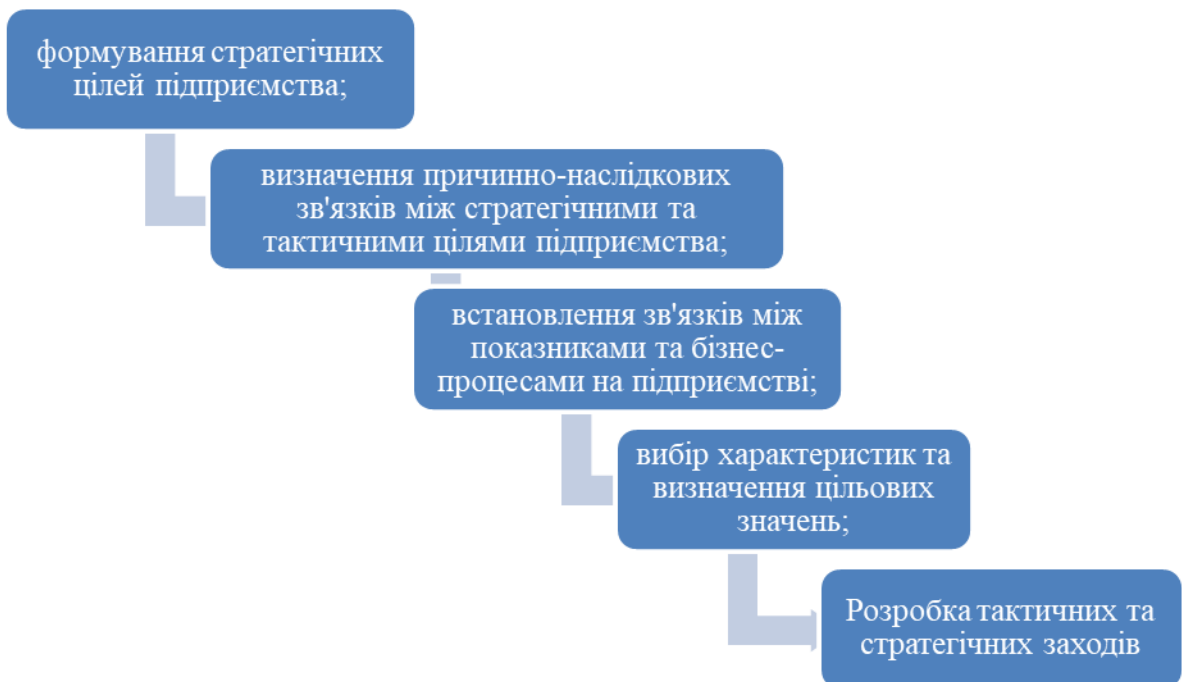 формування стратегічних
цілей підприємства;
визначення причинно-наслідкових
зв'язків між стратегічними та
тактичними цілями підприємства;
встановлення зв'язків між
показниками та бізнес-
процесами на підприємстві;
вибір характеристик та
визначення цільових
значень;
Розробка тактичних та
стратегічних заходів